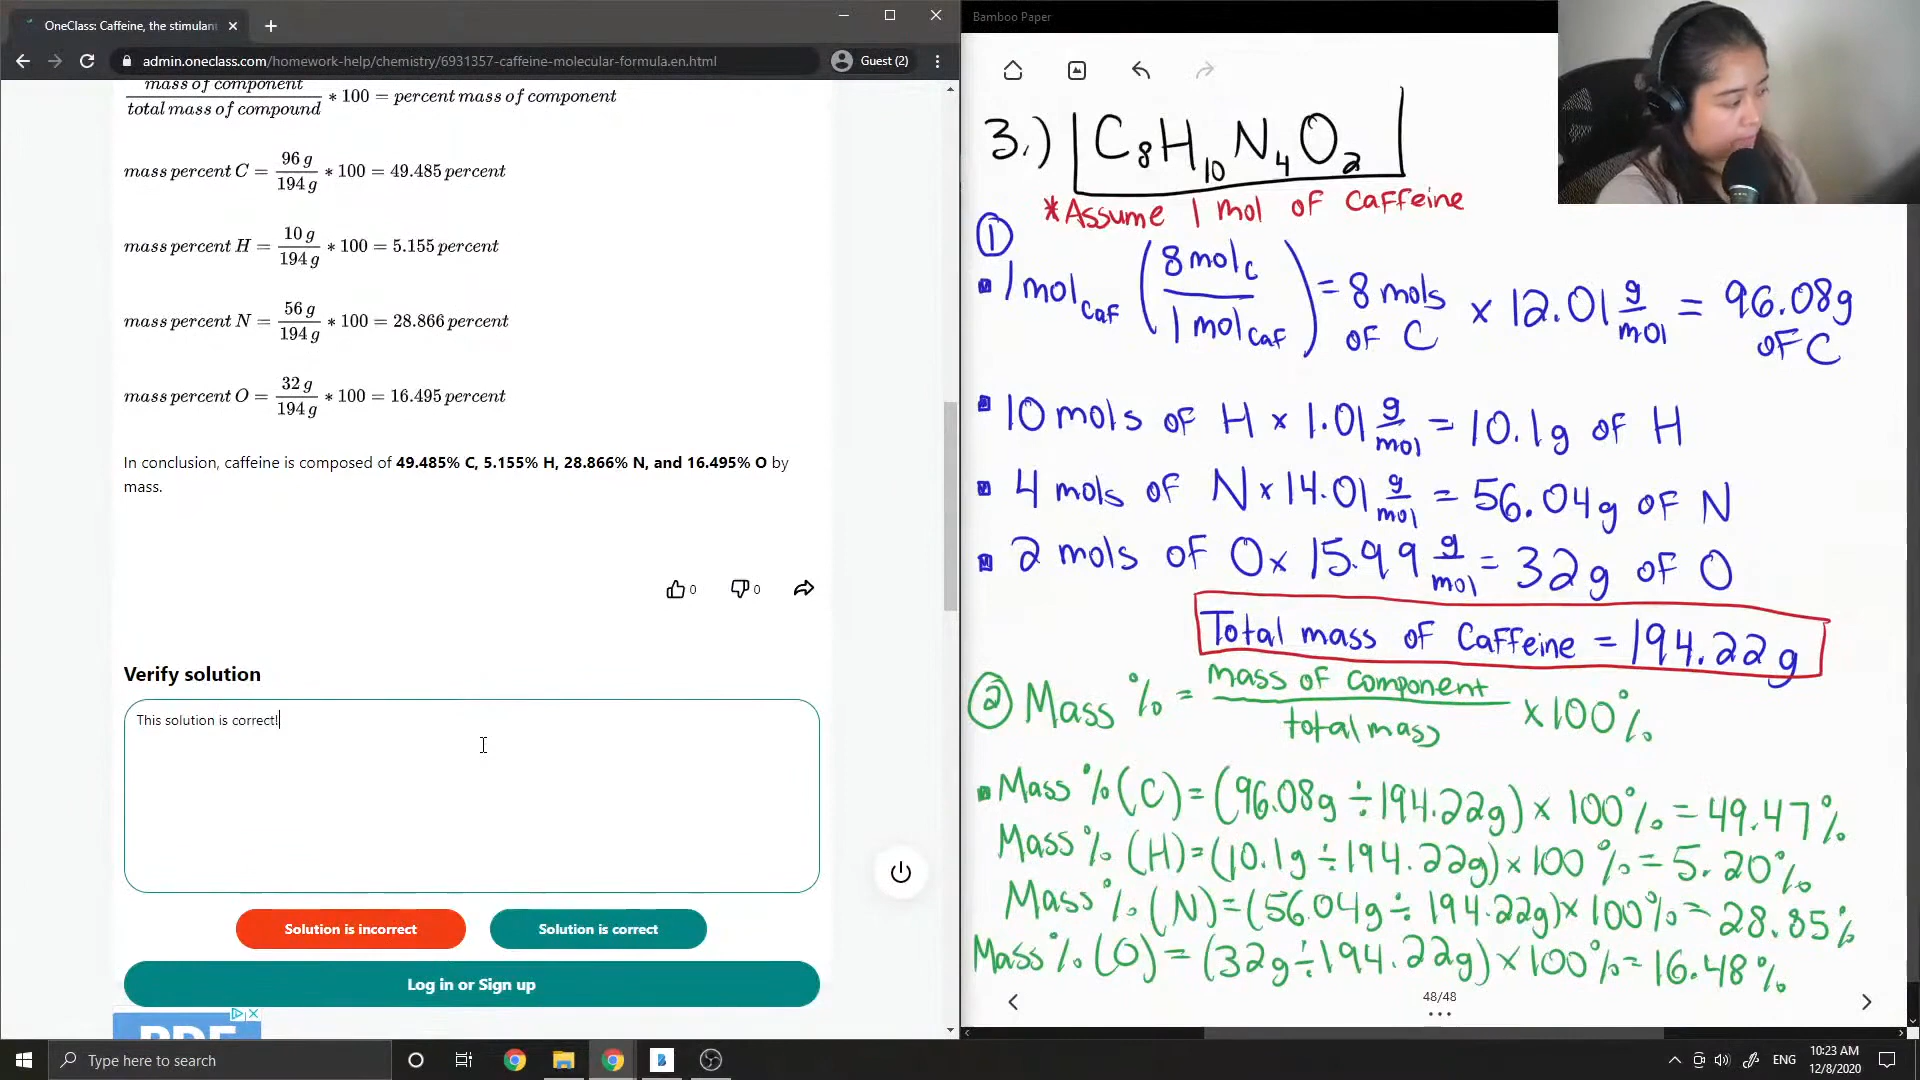 OneClass: Caffeine, the stimulan
admin.oneclass.com/homework-help/chemistry/6931357-caffeine-molecular-formula.en.html
Guest (2)
mass of component / total mass of compound * 100 = percent mass of component
mass percent C = 96 g / 194 g * 100 = 49.485 percent
mass percent H = 10 g / 194 g * 100 = 5.155 percent
mass percent N = 56 g / 194 g * 100 = 28.866 percent
mass percent O = 32 g / 194 g * 100 = 16.495 percent
In conclusion, caffeine is composed of 49.485% C, 5.155% H, 28.866% N, and 16.495% O by
mass.
0
0
Verify solution
This solution is correct!
Solution is incorrect
Solution is correct
Log in or Sign up
Bamboo Paper
3.) C8H10N4O2
*Assume 1 mol of Caffeine
①
1 mol caf (8 mol c / 1 mol caf) = 8 mols of C × 12.01 g/mol = 96.08g of C
10 mols of H × 1.01 g/mol = 10.1g of H
4 mols of N × 14.01 g/mol = 56.04g of N
2 mols of O × 15.99 g/mol = 32g of O
Total mass of Caffeine = 194.22g
② Mass % = mass of component / total mass × 100%
Mass % (C) = (96.08g ÷ 194.22g) × 100% = 49.47%
Mass % (H) = (10.1g ÷ 194.22g) × 100% = 5.20%
Mass % (N) = (56.04g ÷ 194.22g) × 100% = 28.85%
Mass % (O) = (32g ÷ 194.22g) × 100% = 16.48%
48/48
Type here to search
ENG
10:23 AM
12/8/2020